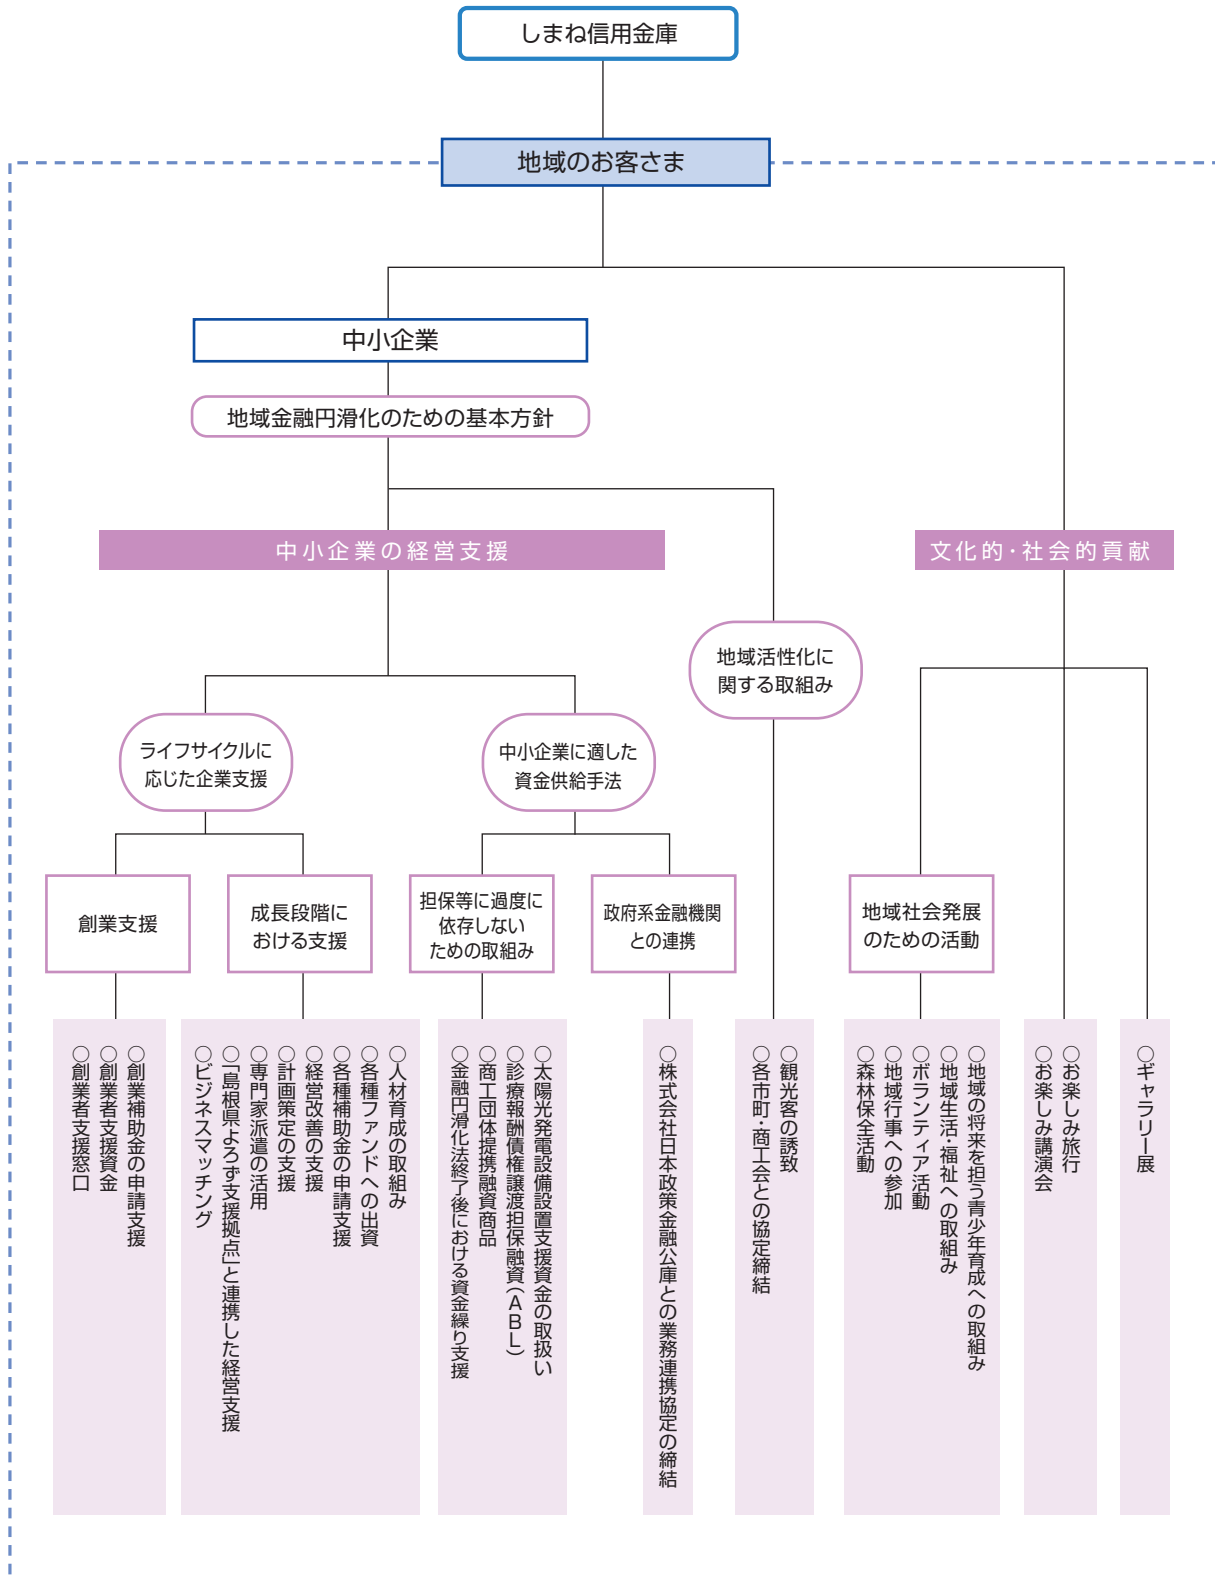 しまね信用金庫
地域のお客さま
中小企業
地域金融円滑化のための基本方針
中小企業の経営支援
文化的・社会的貢献
地域活性化に
関する取組み
ライフサイクルに
応じた企業支援
中小企業に適した
資金供給手法
創業支援
成長段階に
おける支援
担保等に過度に
依存しない
ための取組み
政府系金融機関
との連携
地域社会発展
のための活動
○創業補助金の申請支援
○創業者支援資金
○創業者支援窓口
○人材育成の取組み
○各種ファンドへの出資
○各種補助金の申請支援
○経営改善の支援
○計画策定の支援
○専門家派遣の活用
○「島根県よろず支援拠点」と連携した経営支援
○ビジネスマッチング
○太陽光発電設備設置支援資金の取扱い
○診療報酬債権譲渡担保融資(ABL)
○商工団体提携融資商品
○金融円滑化法終了後における資金繰り支援
○株式会社日本政策金融公庫との業務連携協定の締結
○観光客の誘致
○各市町・商工会との協定締結
○地域の将来を担う青少年育成への取組み
○地域生活・福祉への取組み
○ボランティア活動
○地域行事への参加
○森林保全活動
○お楽しみ旅行
○お楽しみ講演会
○ギャラリー展